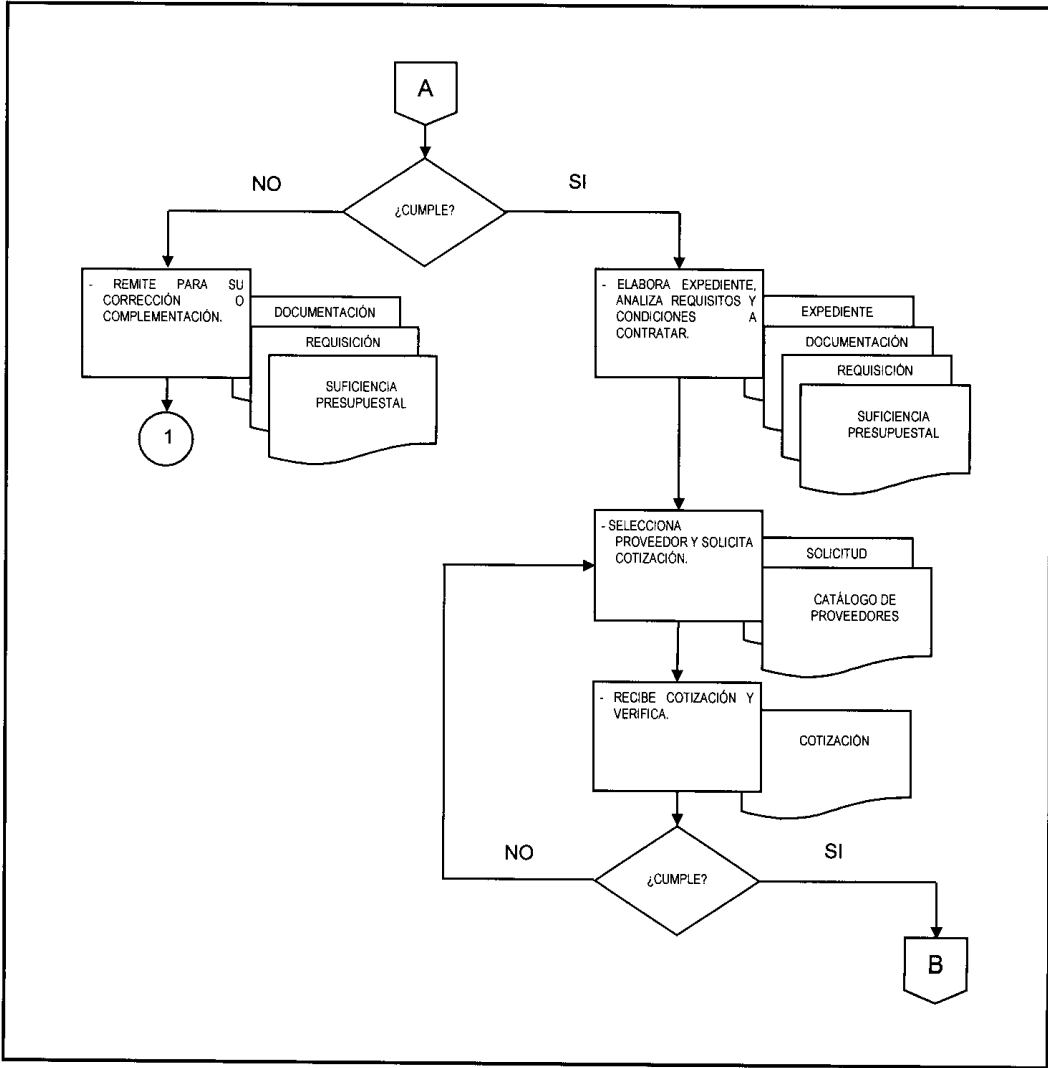 A
NO
SI
¿CUMPLE?
- REMITE PARA SU
CORRECCIÓN O
COMPLEMENTACIÓN.
DOCUMENTACIÓN
REQUISICIÓN
SUFICIENCIA
PRESUPUESTAL
1
- ELABORA EXPEDIENTE,
ANALIZA REQUISITOS Y
CONDICIONES A
CONTRATAR.
EXPEDIENTE
DOCUMENTACIÓN
REQUISICIÓN
SUFICIENCIA
PRESUPUESTAL
- SELECCIONA
PROVEEDOR Y SOLICITA
COTIZACIÓN.
SOLICITUD
CATÁLOGO DE
PROVEEDORES
- RECIBE COTIZACIÓN Y
VERIFICA.
COTIZACIÓN
NO
SI
¿CUMPLE?
B